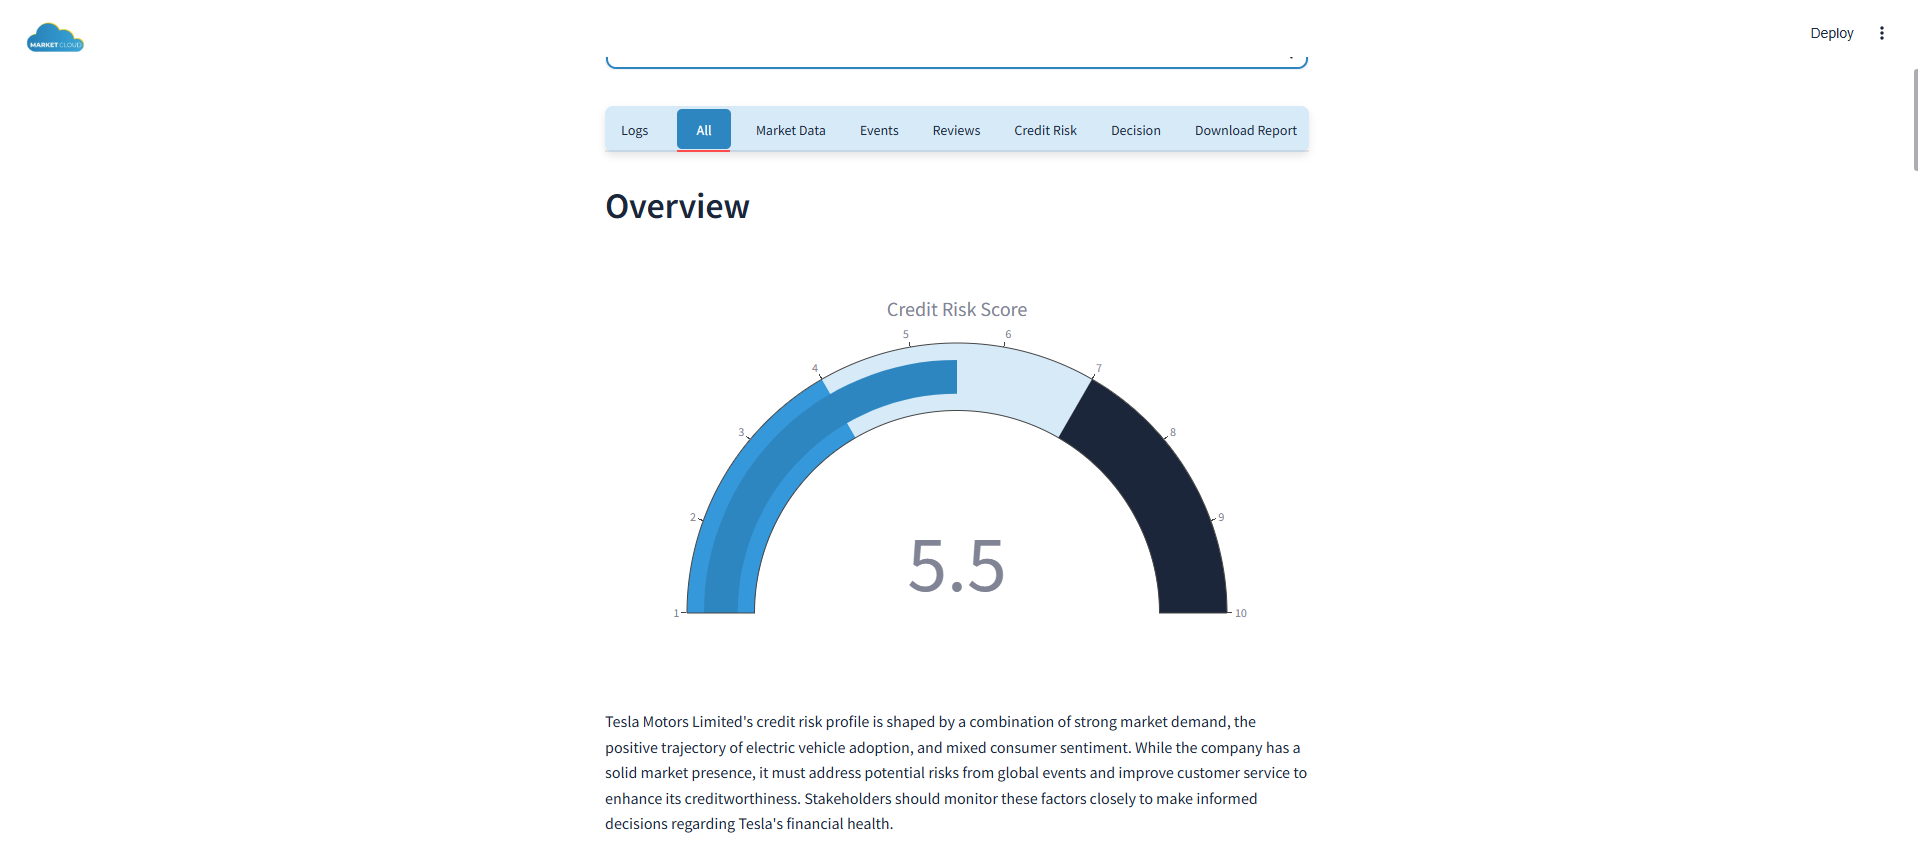 MARKET CLOUD
Deploy
Logs
All
Market Data
Events
Reviews
Credit Risk
Decision
Download Report
Overview
Credit Risk Score
1
2
3
4
5
6
7
8
9
10
5.5
Tesla Motors Limited's credit risk profile is shaped by a combination of strong market demand, the
positive trajectory of electric vehicle adoption, and mixed consumer sentiment. While the company has a
solid market presence, it must address potential risks from global events and improve customer service to
enhance its creditworthiness. Stakeholders should monitor these factors closely to make informed
decisions regarding Tesla's financial health.